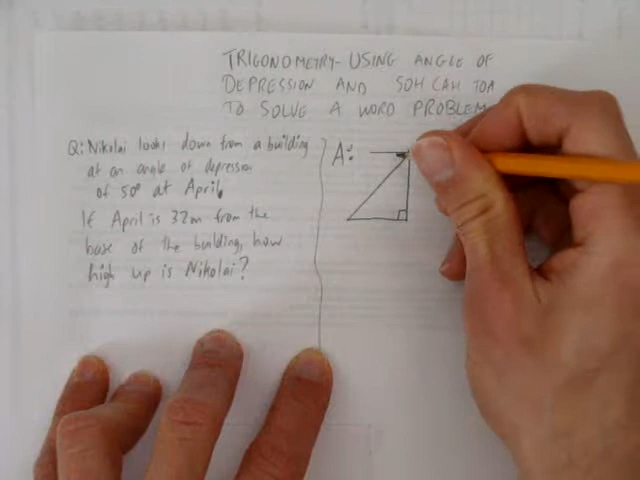 TRIGONOMETRY- USING ANGLE OF
DEPRESSION AND SOH CAH TOA
TO SOLVE A WORD PROBLEM
Q: Nikolai looks down from a building
at an angle of depression
of 50° at April.
If April is 32m from the
base of the building, how
high up is Nikolai?
A: